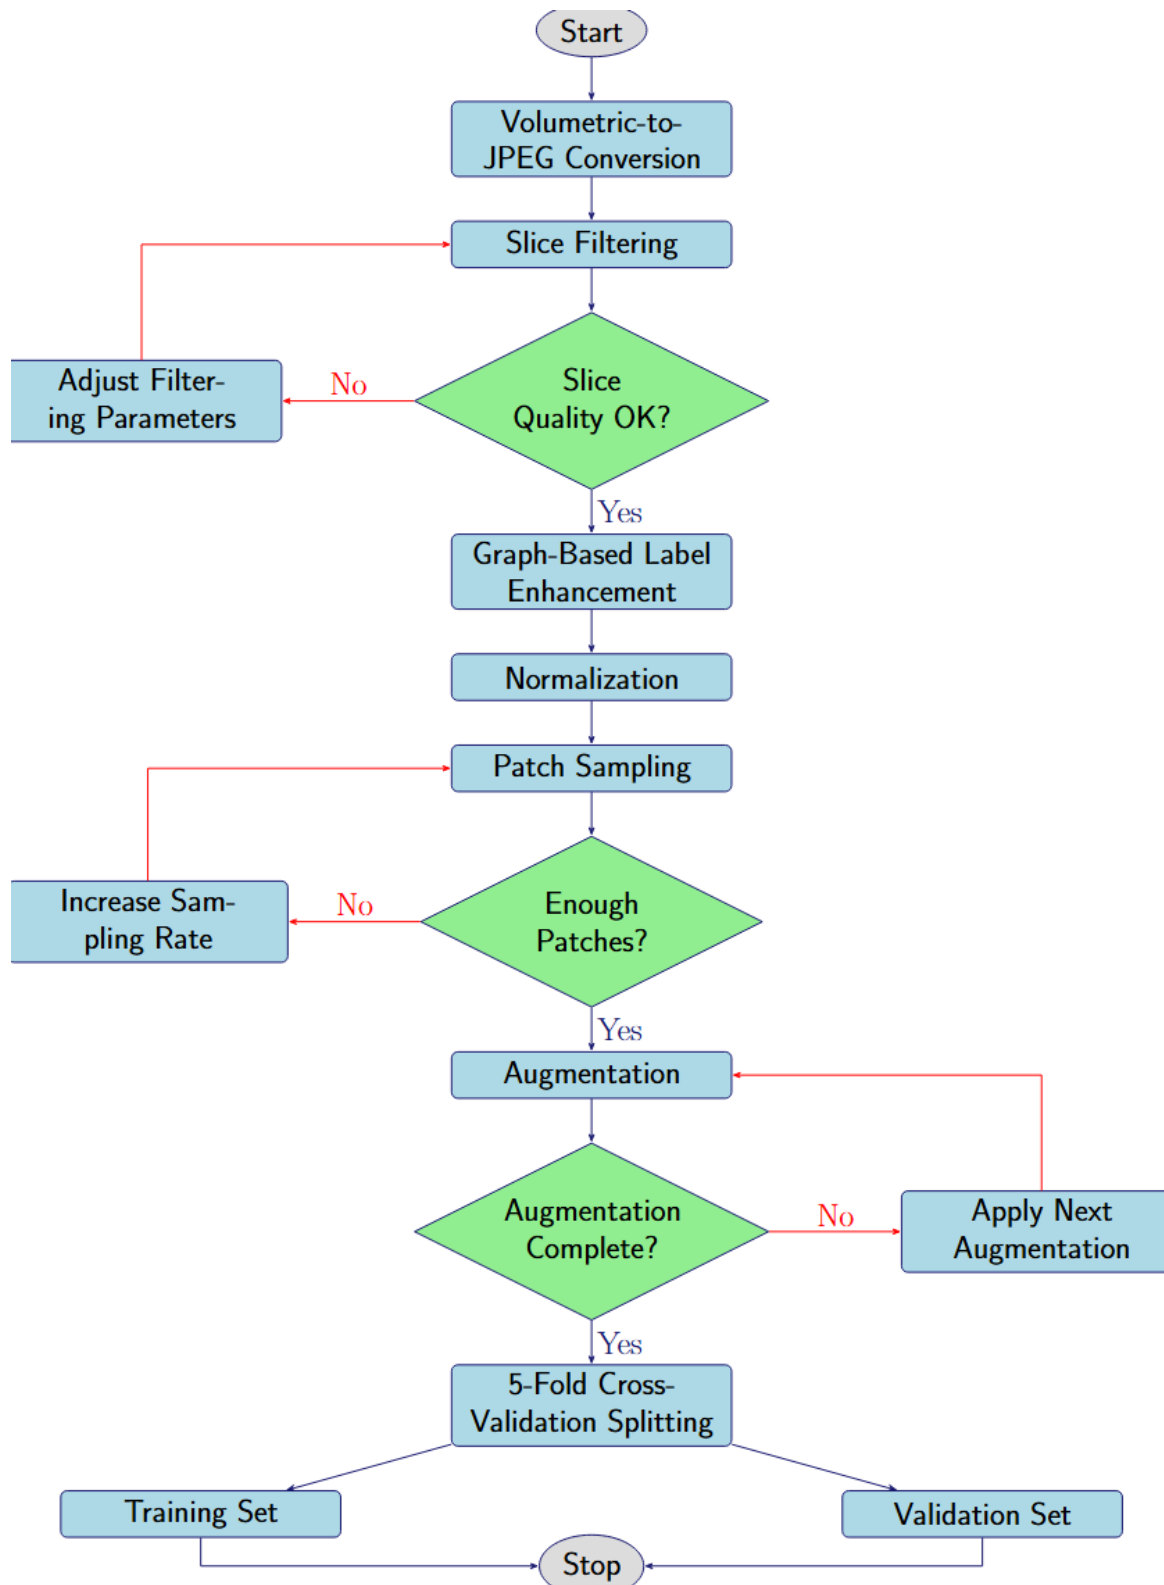 Start
Volumetric-to-
JPEG Conversion
Slice Filtering
Slice
Quality OK?
No
Adjust Filter-
ing Parameters
Yes
Graph-Based Label
Enhancement
Normalization
Patch Sampling
Enough
Patches?
No
Increase Sam-
pling Rate
Yes
Augmentation
Augmentation
Complete?
No
Apply Next
Augmentation
Yes
5-Fold Cross-
Validation Splitting
Training Set
Validation Set
Stop